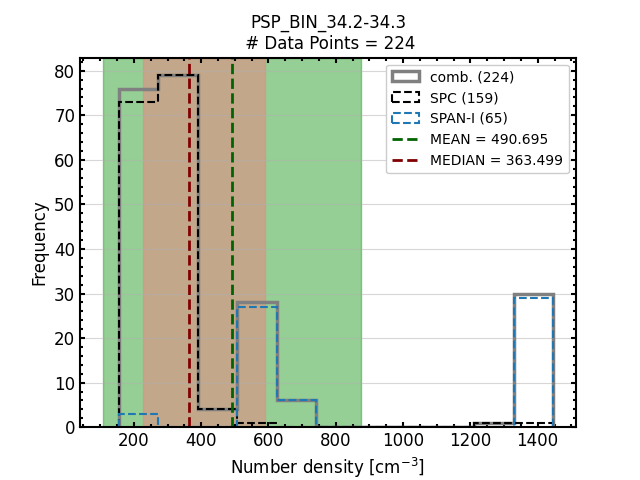 PSP_BIN_34.2-34.3
# Data Points = 224
comb. (224)
SPC (159)
SPAN-I (65)
MEAN = 490.695
MEDIAN = 363.499
Frequency
80
70
60
50
40
30
20
10
0
200 400 600 800 1000 1200 1400
Number density [cm⁻³]